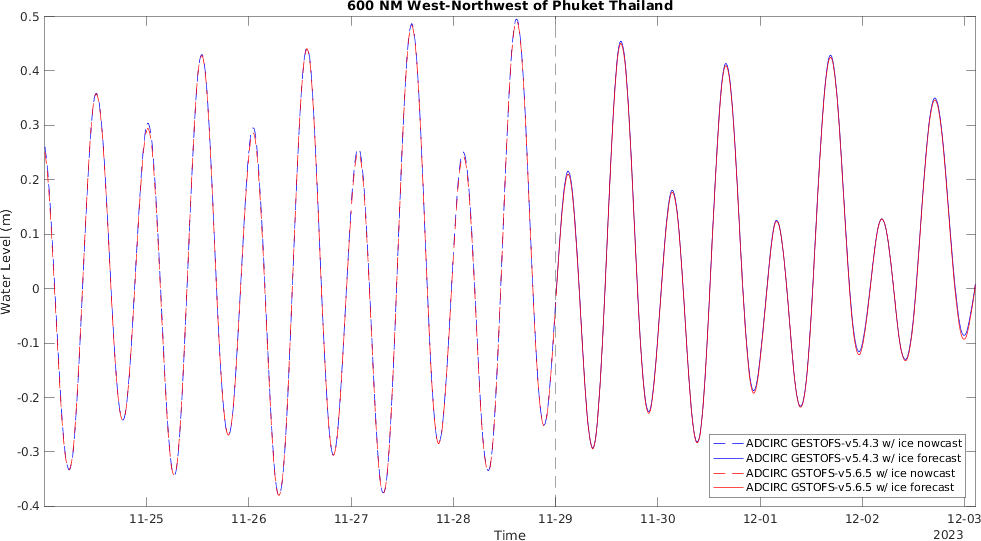 600 NM West-Northwest of Phuket Thailand
0.5
0.4
0.3
0.2
0.1
0
-0.1
-0.2
-0.3
-0.4
Water Level (m)
ADCIRC GESTOFS-v5.4.3 w/ ice nowcast
ADCIRC GESTOFS-v5.4.3 w/ ice forecast
ADCIRC GSTOFS-v5.6.5 w/ ice nowcast
ADCIRC GSTOFS-v5.6.5 w/ ice forecast
11-25 11-26 11-27 11-28 11-29 11-30 12-01 12-02 12-03
Time 2023